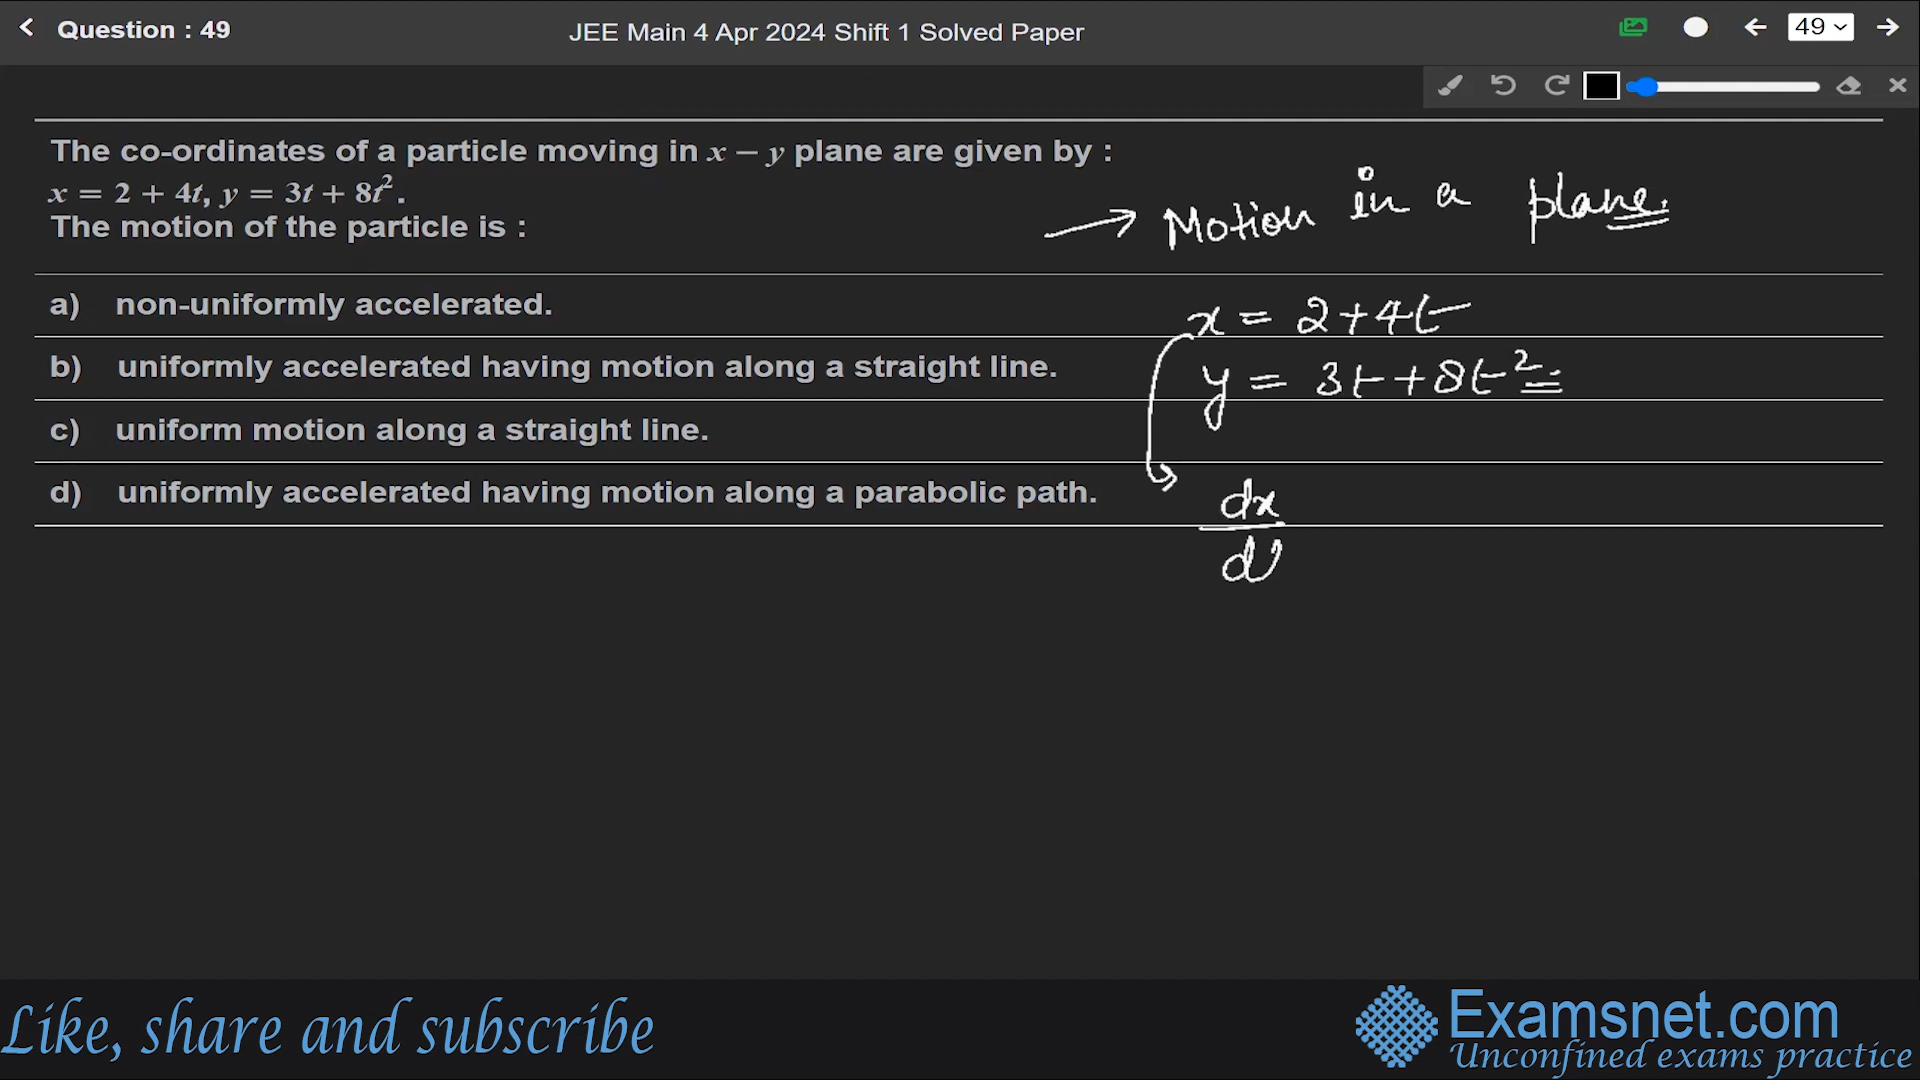 Question : 49
JEE Main 4 Apr 2024 Shift 1 Solved Paper
49
The co-ordinates of a particle moving in x − y plane are given by :
x = 2 + 4t, y = 3t + 8t².
The motion of the particle is :
→ Motion in a plane.
a) non-uniformly accelerated.
b) uniformly accelerated having motion along a straight line.
c) uniform motion along a straight line.
d) uniformly accelerated having motion along a parabolic path.
x = 2+4t
y = 3t+8t²
dx
d
Like, share and subscribe
Examsnet.com
Unconfined exams practice